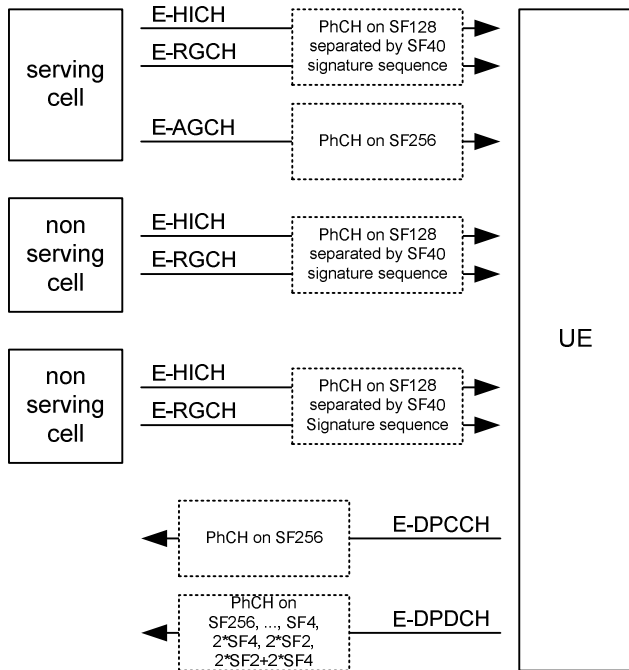 serving
cell
E-HICH
E-RGCH
PhCH on SF128
separated by SF40
signature sequence
E-AGCH
PhCH on SF256
non
serving
cell
E-HICH
E-RGCH
PhCH on SF128
separated by SF40
signature sequence
non
serving
cell
E-HICH
E-RGCH
PhCH on SF128
separated by SF40
Signature sequence
UE
PhCH on SF256
E-DPCCH
PhCH on
SF256, ..., SF4,
2*SF4, 2*SF2,
2*SF2+2*SF4
E-DPDCH